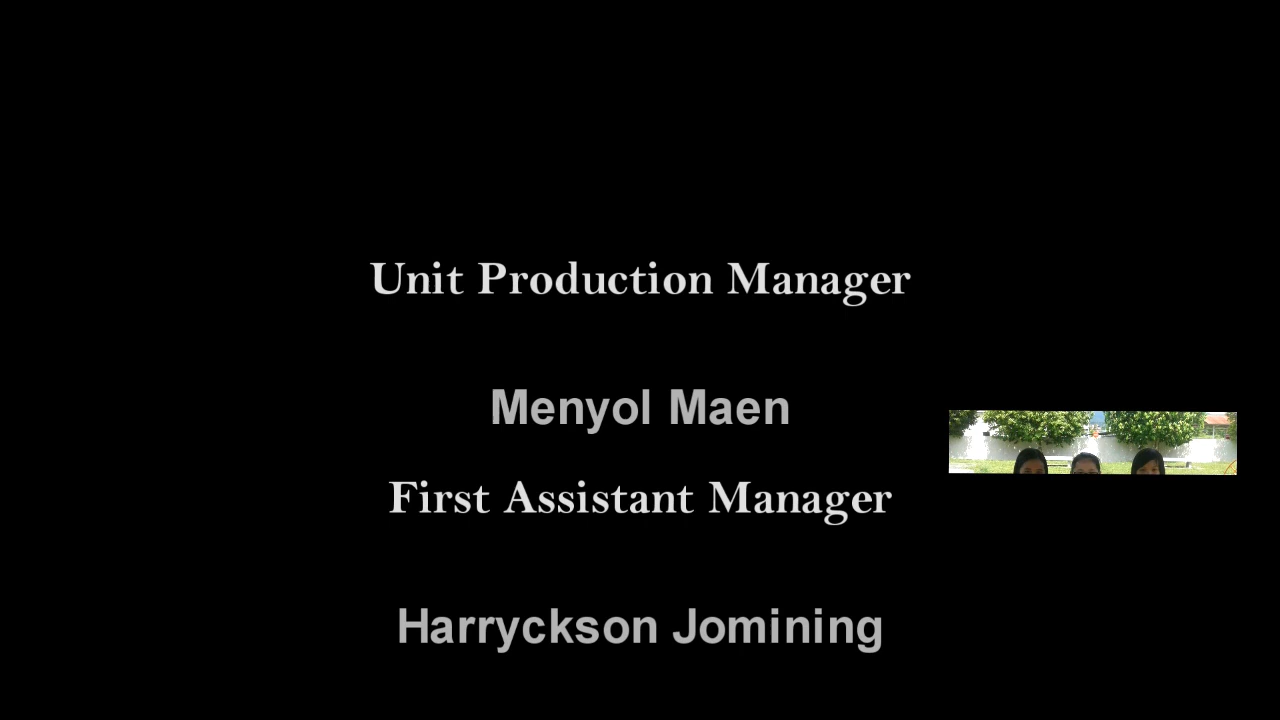 Unit Production Manager
Menyol Maen
First Assistant Manager
Harryckson Jomining